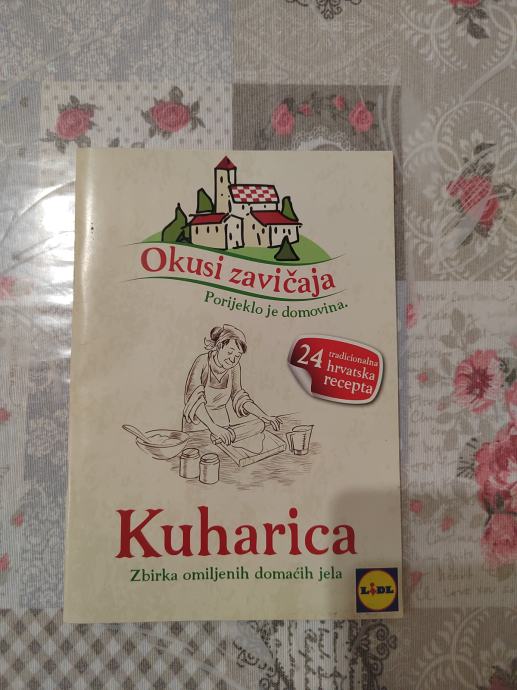 Okusi zavičaja
Porijeklo je domovina.
24 tradicionalna
hrvatska
recepta
Kuharica
Zbirka omiljenih domaćih jela
LiDL